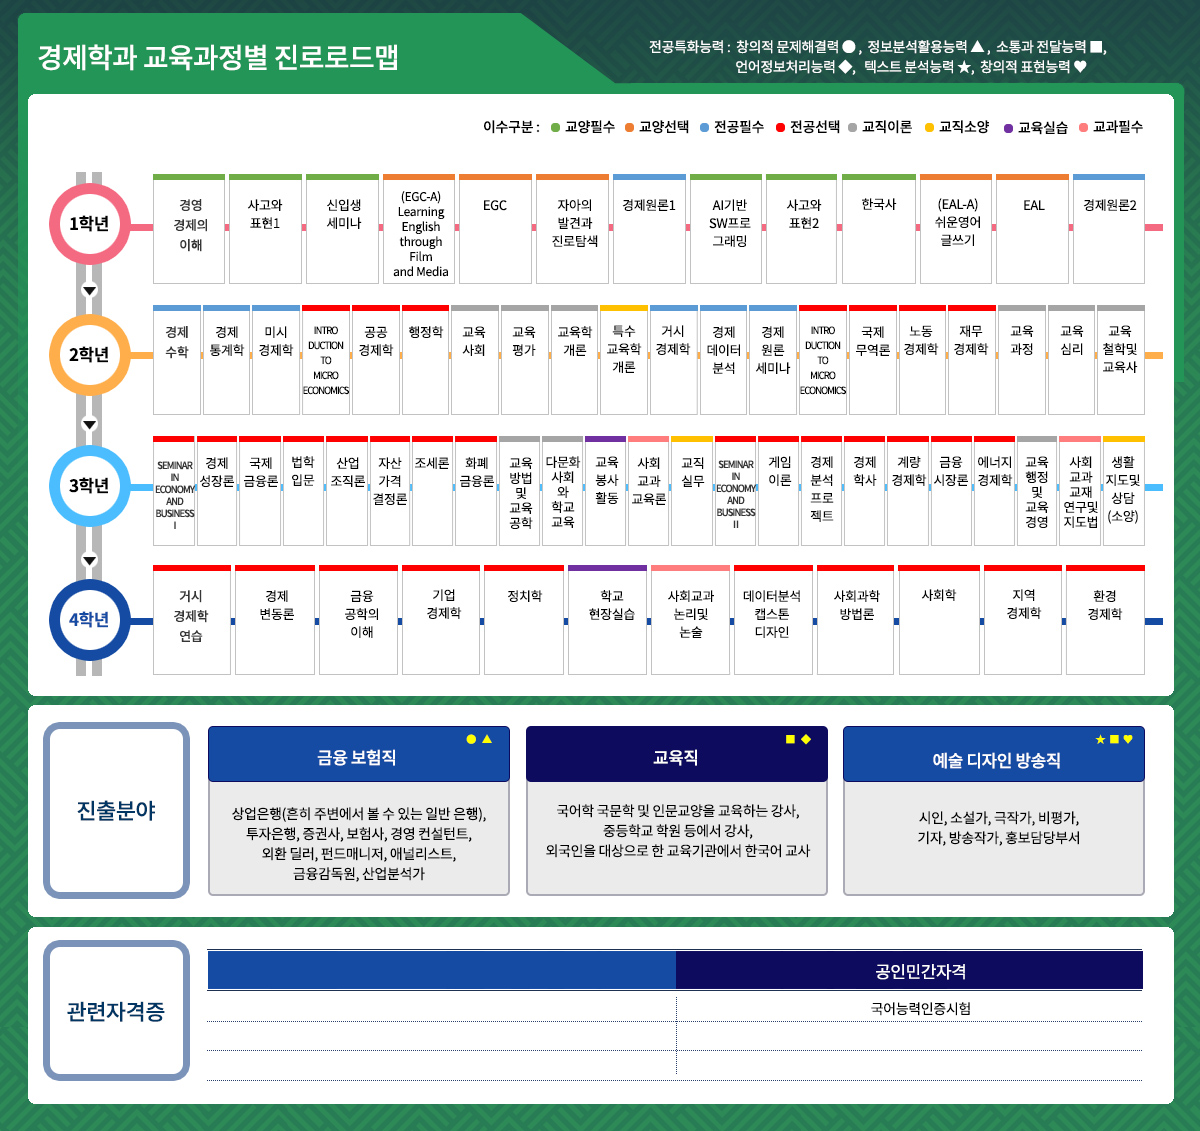 경제학과 교육과정별 진로로드맵
전공특화능력 : 창의적 문제해결력 ●, 정보분석활용능력 ▲, 소통과 전달능력 ■,
언어정보처리능력 ◆, 텍스트 분석능력 ★, 창의적 표현능력 ♥
이수구분 : ● 교양필수 ● 교양선택 ● 전공필수 ● 전공선택 ● 교직이론 ● 교직소양 ● 교육실습 ● 교과필수
1학년
경영
경제의
이해
사고와
표현1
신입생
세미나
(EGC-A)
Learning
English
through
Film
and Media
EGC
자아의
발견과
진로탐색
경제원론1
AI기반
SW프로
그래밍
사고와
표현2
한국사
(EAL-A)
쉬운영어
글쓰기
EAL
경제원론2
2학년
경제
수학
경제
통계학
미시
경제학
INTRO
DUCTION
TO
MICRO
ECONOMICS
공공
경제학
행정학
교육
사회
교육
평가
교육학
개론
특수
교육학
개론
거시
경제학
경제
데이터
분석
경제
원론
세미나
INTRO
DUCTION
TO
MICRO
ECONOMICS
국제
무역론
노동
경제학
재무
경제학
교육
과정
교육
심리
교육
철학및
교육사
3학년
SEMINAR
IN
ECONOMY
AND
BUSINESS
I
경제
성장론
국제
금융론
법학
입문
산업
조직론
자산
가격
결정론
조세론
화폐
금융론
교육
방법
및
교육
공학
다문화
사회
와
학교
교육
교육
봉사
활동
사회
교과
교육론
교직
실무
SEMINAR
IN
ECONOMY
AND
BUSINESS
II
게임
이론
경제
분석
프로
젝트
경제
학사
계량
경제학
금융
시장론
에너지
경제학
교육
행정
및
교육
경영
사회
교과
교재
연구및
지도법
생활
지도및
상담
(소양)
4학년
거시
경제학
연습
경제
변동론
금융
공학의
이해
기업
경제학
정치학
학교
현장실습
사회교과
논리및
논술
데이터분석
캡스톤
디자인
사회과학
방법론
사회학
지역
경제학
환경
경제학
진출분야
● ▲
금융 보험직
상업은행(흔히 주변에서 볼 수 있는 일반 은행),
투자은행, 증권사, 보험사, 경영 컨설턴트,
외환 딜러, 펀드매니저, 애널리스트,
금융감독원, 산업분석가
■ ◆
교육직
국어학 국문학 및 인문교양을 교육하는 강사,
중등학교 학원 등에서 강사,
외국인을 대상으로 한 교육기관에서 한국어 교사
★ ■ ♥
예술 디자인 방송직
시인, 소설가, 극작가, 비평가,
기자, 방송작가, 홍보담당부서
관련자격증
공인민간자격
국어능력인증시험